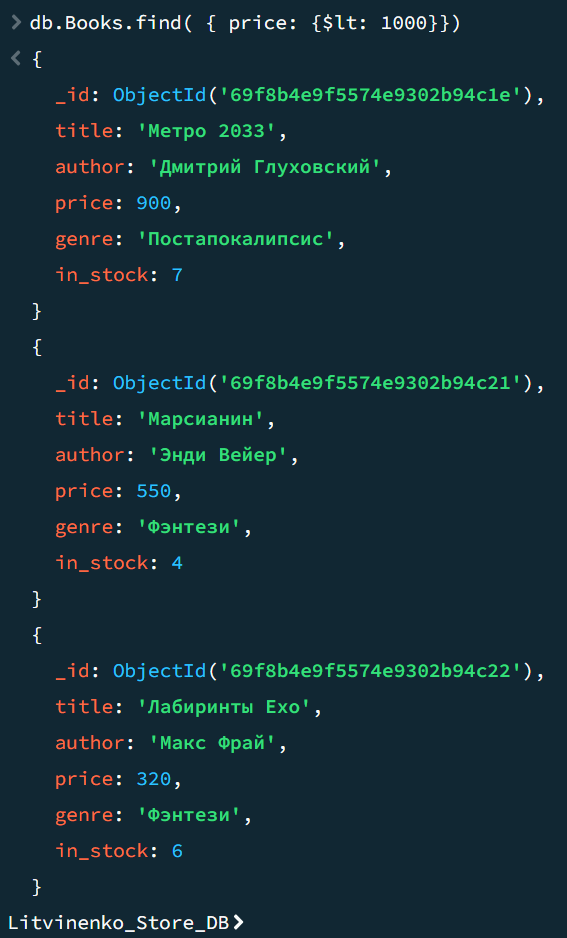 > db.Books.find( { price: {$lt: 1000}})
< {
_id: ObjectId('69f8b4e9f5574e9302b94c1e'),
title: 'Метро 2033',
author: 'Дмитрий Глуховский',
price: 900,
genre: 'Постапокалипсис',
in_stock: 7
}
{
_id: ObjectId('69f8b4e9f5574e9302b94c21'),
title: 'Марсианин',
author: 'Энди Вейер',
price: 550,
genre: 'Фэнтези',
in_stock: 4
}
{
_id: ObjectId('69f8b4e9f5574e9302b94c22'),
title: 'Лабиринты Ехо',
author: 'Макс Фрай',
price: 320,
genre: 'Фэнтези',
in_stock: 6
}
Litvinenko_Store_DB>